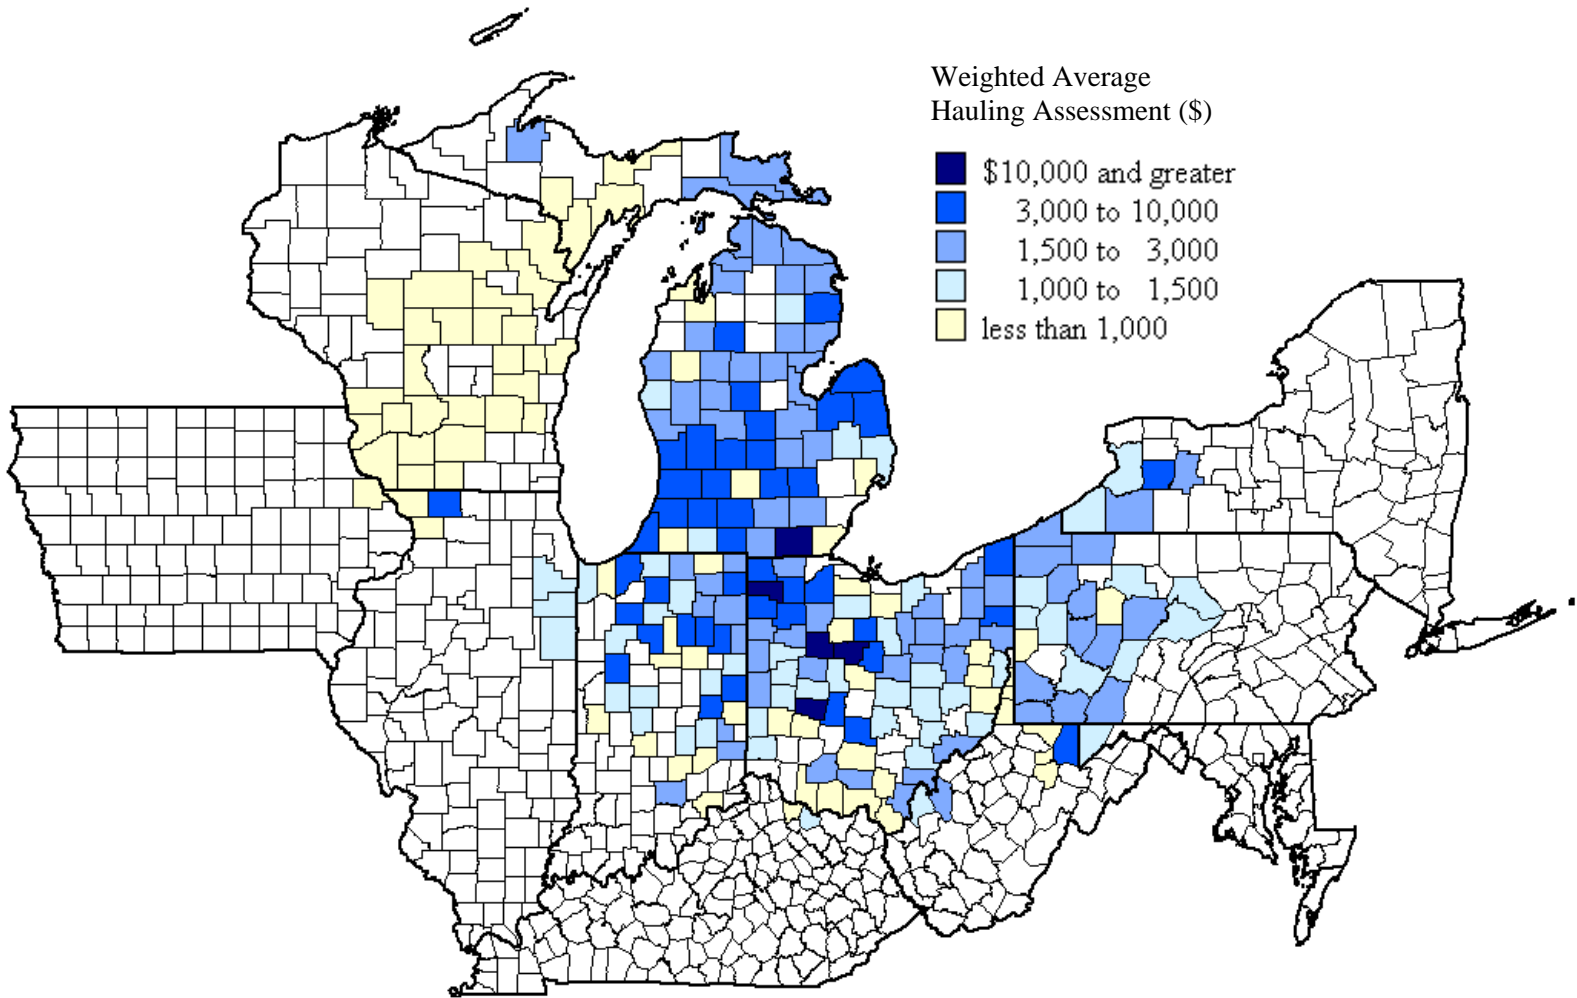 Weighted Average
Hauling Assessment ($)
$10,000 and greater
3,000 to 10,000
1,500 to 3,000
1,000 to 1,500
less than 1,000